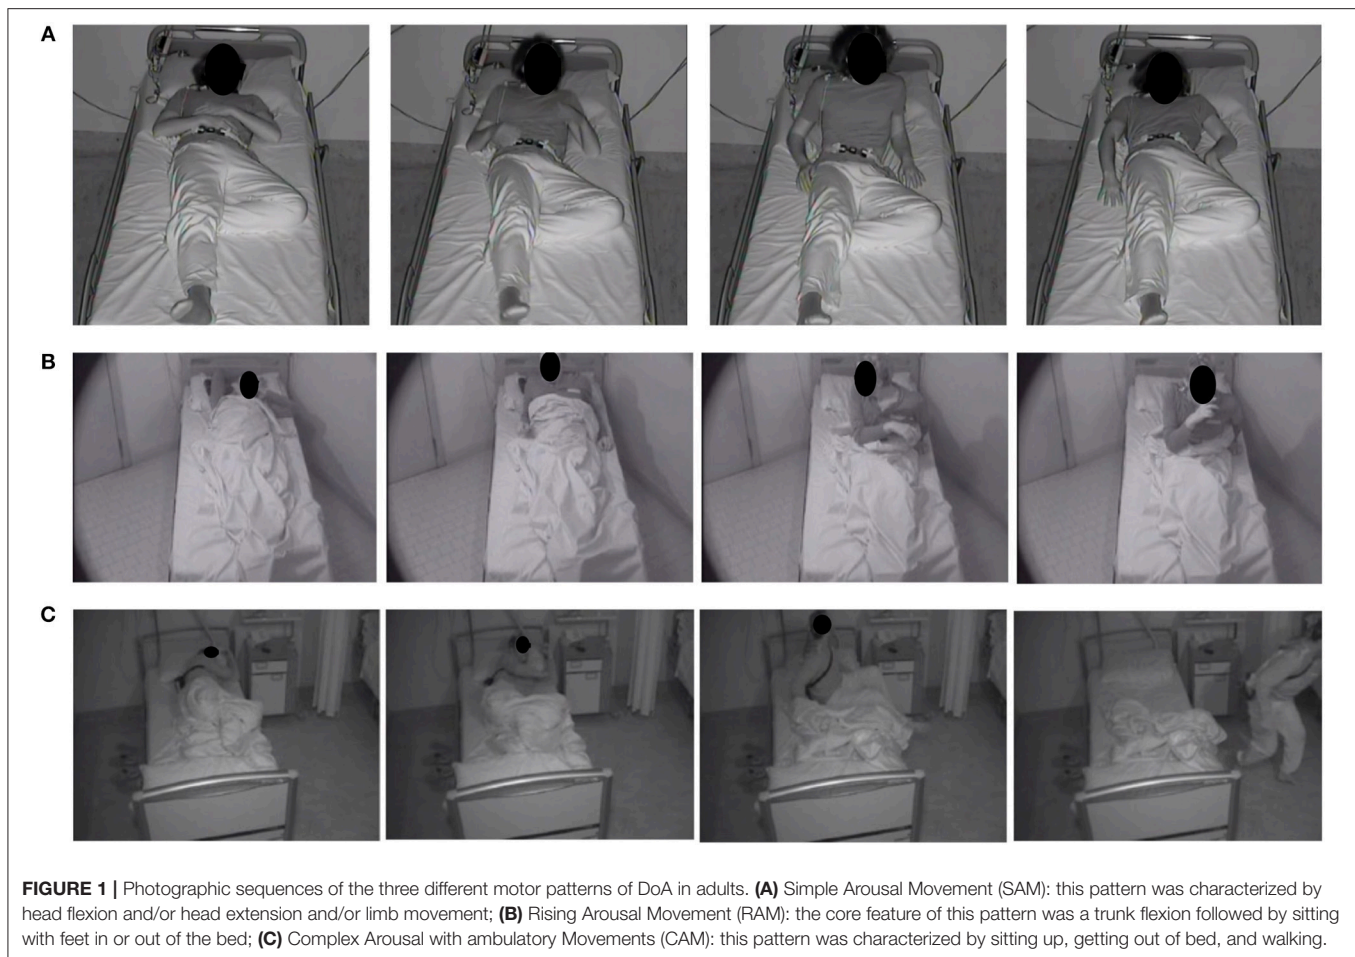 A
B
C
FIGURE 1 | Photographic sequences of the three different motor patterns of DoA in adults. (A) Simple Arousal Movement (SAM): this pattern was characterized by
head flexion and/or head extension and/or limb movement; (B) Rising Arousal Movement (RAM): the core feature of this pattern was a trunk flexion followed by sitting
with feet in or out of the bed; (C) Complex Arousal with ambulatory Movements (CAM): this pattern was characterized by sitting up, getting out of bed, and walking.